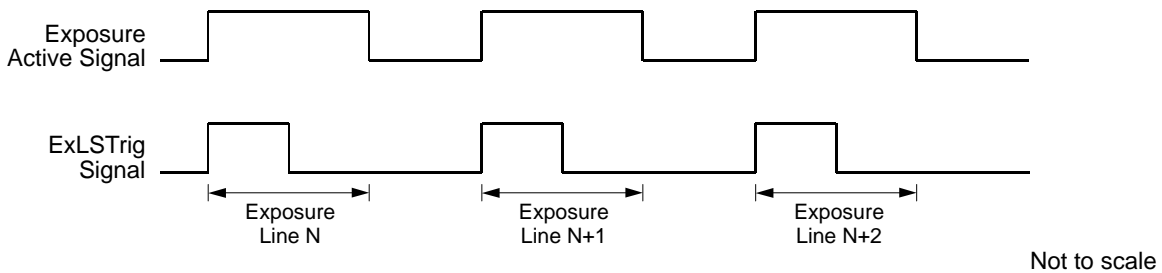 Exposure
Active Signal
ExLSTrig
Signal
Exposure
Line N
Exposure
Line N+1
Exposure
Line N+2
Not to scale